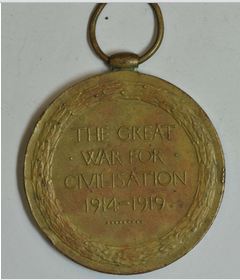 THE GREAT
· WAR FOR ·
CIVILISATION
1914-1919